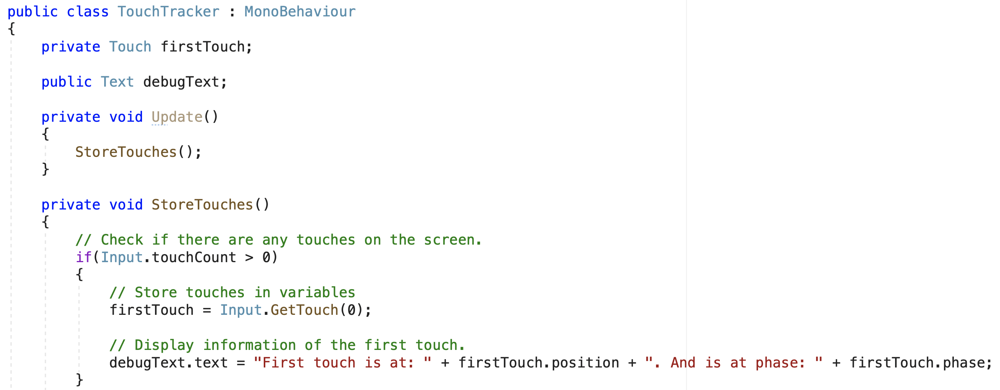 public class TouchTracker : MonoBehaviour
{
    private Touch firstTouch;
    public Text debugText;
    private void Update()
    {
        StoreTouches();
    }
    private void StoreTouches()
    {
        // Check if there are any touches on the screen.
        if(Input.touchCount > 0)
        {
            // Store touches in variables
            firstTouch = Input.GetTouch(0);
            // Display information of the first touch.
            debugText.text = "First touch is at: " + firstTouch.position + ". And is at phase: " + firstTouch.phase;
        }